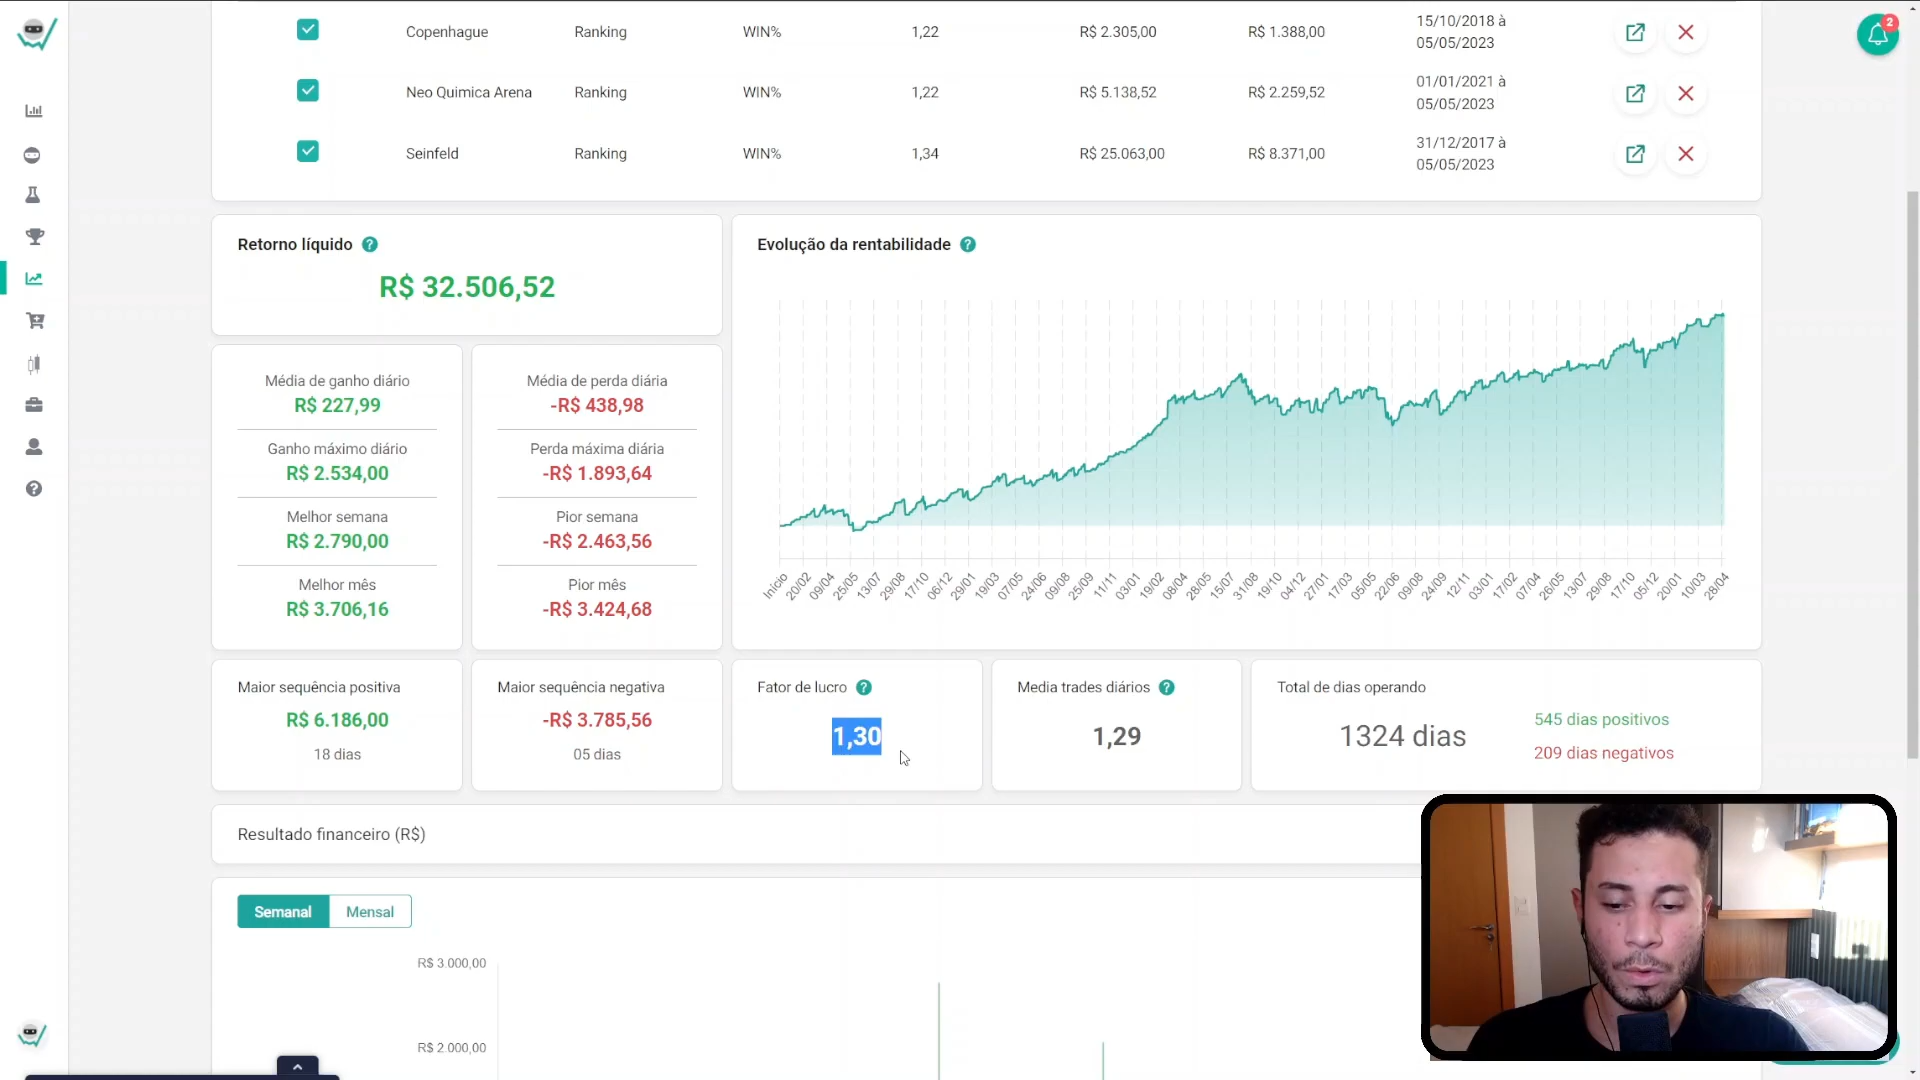 Copenhague Ranking WIN% 1,22 R$ 2.305,00 R$ 1.388,00 15/10/2018 à
05/05/2023
2
Neo Quimica Arena Ranking WIN% 1,22 R$ 5.138,52 R$ 2.259,52 01/01/2021 à
05/05/2023
Seinfeld Ranking WIN% 1,34 R$ 25.063,00 R$ 8.371,00 31/12/2017 à
05/05/2023
Retorno líquido ?
R$ 32.506,52
Evolução da rentabilidade ?
Média de ganho diário
R$ 227,99
Ganho máximo diário
R$ 2.534,00
Melhor semana
R$ 2.790,00
Melhor mês
R$ 3.706,16
Média de perda diária
-R$ 438,98
Perda máxima diária
-R$ 1.893,64
Pior semana
-R$ 2.463,56
Pior mês
-R$ 3.424,68
Início 20/02 09/04 25/05 13/07 29/08 17/10 06/12 29/01 19/03 07/05 24/06 09/08 25/09 11/11 03/01 19/02 08/04 28/05 15/07 31/08 19/10 04/12 27/01 17/03 05/05 22/06 09/08 24/09 12/11 03/01 17/02 07/04 26/05 13/07 29/08 17/10 05/12 20/01 10/03 28/04
Maior sequência positiva
R$ 6.186,00
18 dias
Maior sequência negativa
-R$ 3.785,56
05 dias
Fator de lucro ?
1,30
Media trades diários ?
1,29
Total de dias operando
1324 dias
545 dias positivos
209 dias negativos
Resultado financeiro (R$)
Semanal Mensal
R$ 3.000,00
R$ 2.000,00